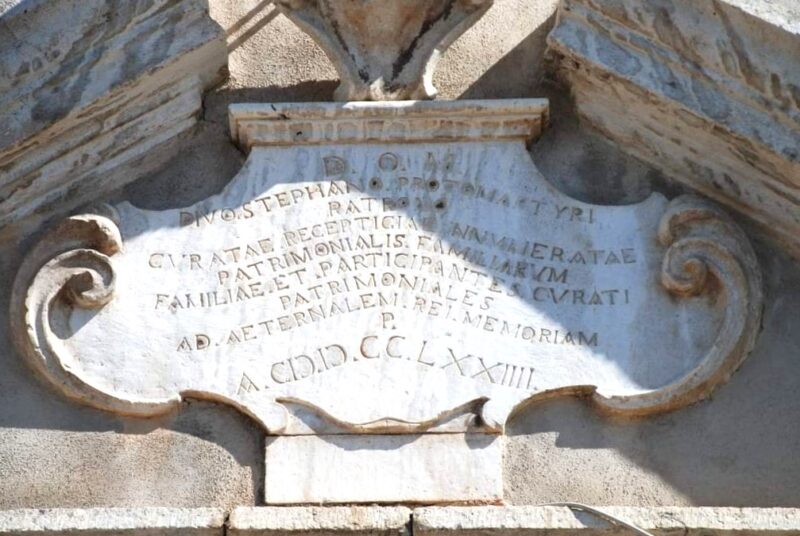 D. O. M.
DIVO. STEPHANO. PROTOMARTYRI.
PATRONO
CVRATAE. RECEPTICIAE. NNVMERATAE
PATRIMONIALIS. FAMILIARVM
FAMILIAE. ET. PARTICIPANTES. CVRATI
PATRIMONIALES
AD. AETERNALEM. REI. MEMORIAM
P.
A. CIƆ.IƆ.CC.LXXIIII.